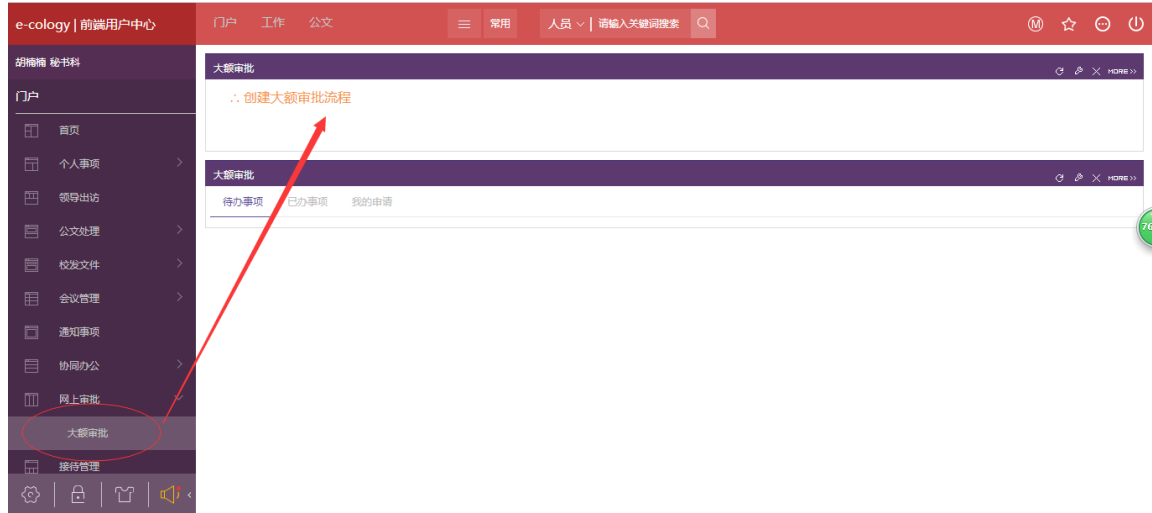 e-cology | 前端用户中心
门户 工作 公文 常用 人员 请输入关键词搜索 M
胡楠楠 秘书科
门户
首页
个人事项
领导出访
公文处理
校发文件
会议管理
通知事项
协同办公
网上审批
大额审批
接待管理
大额审批 MORE>>
∴ 创建大额审批流程
大额审批 MORE>>
待办事项 已办事项 我的申请